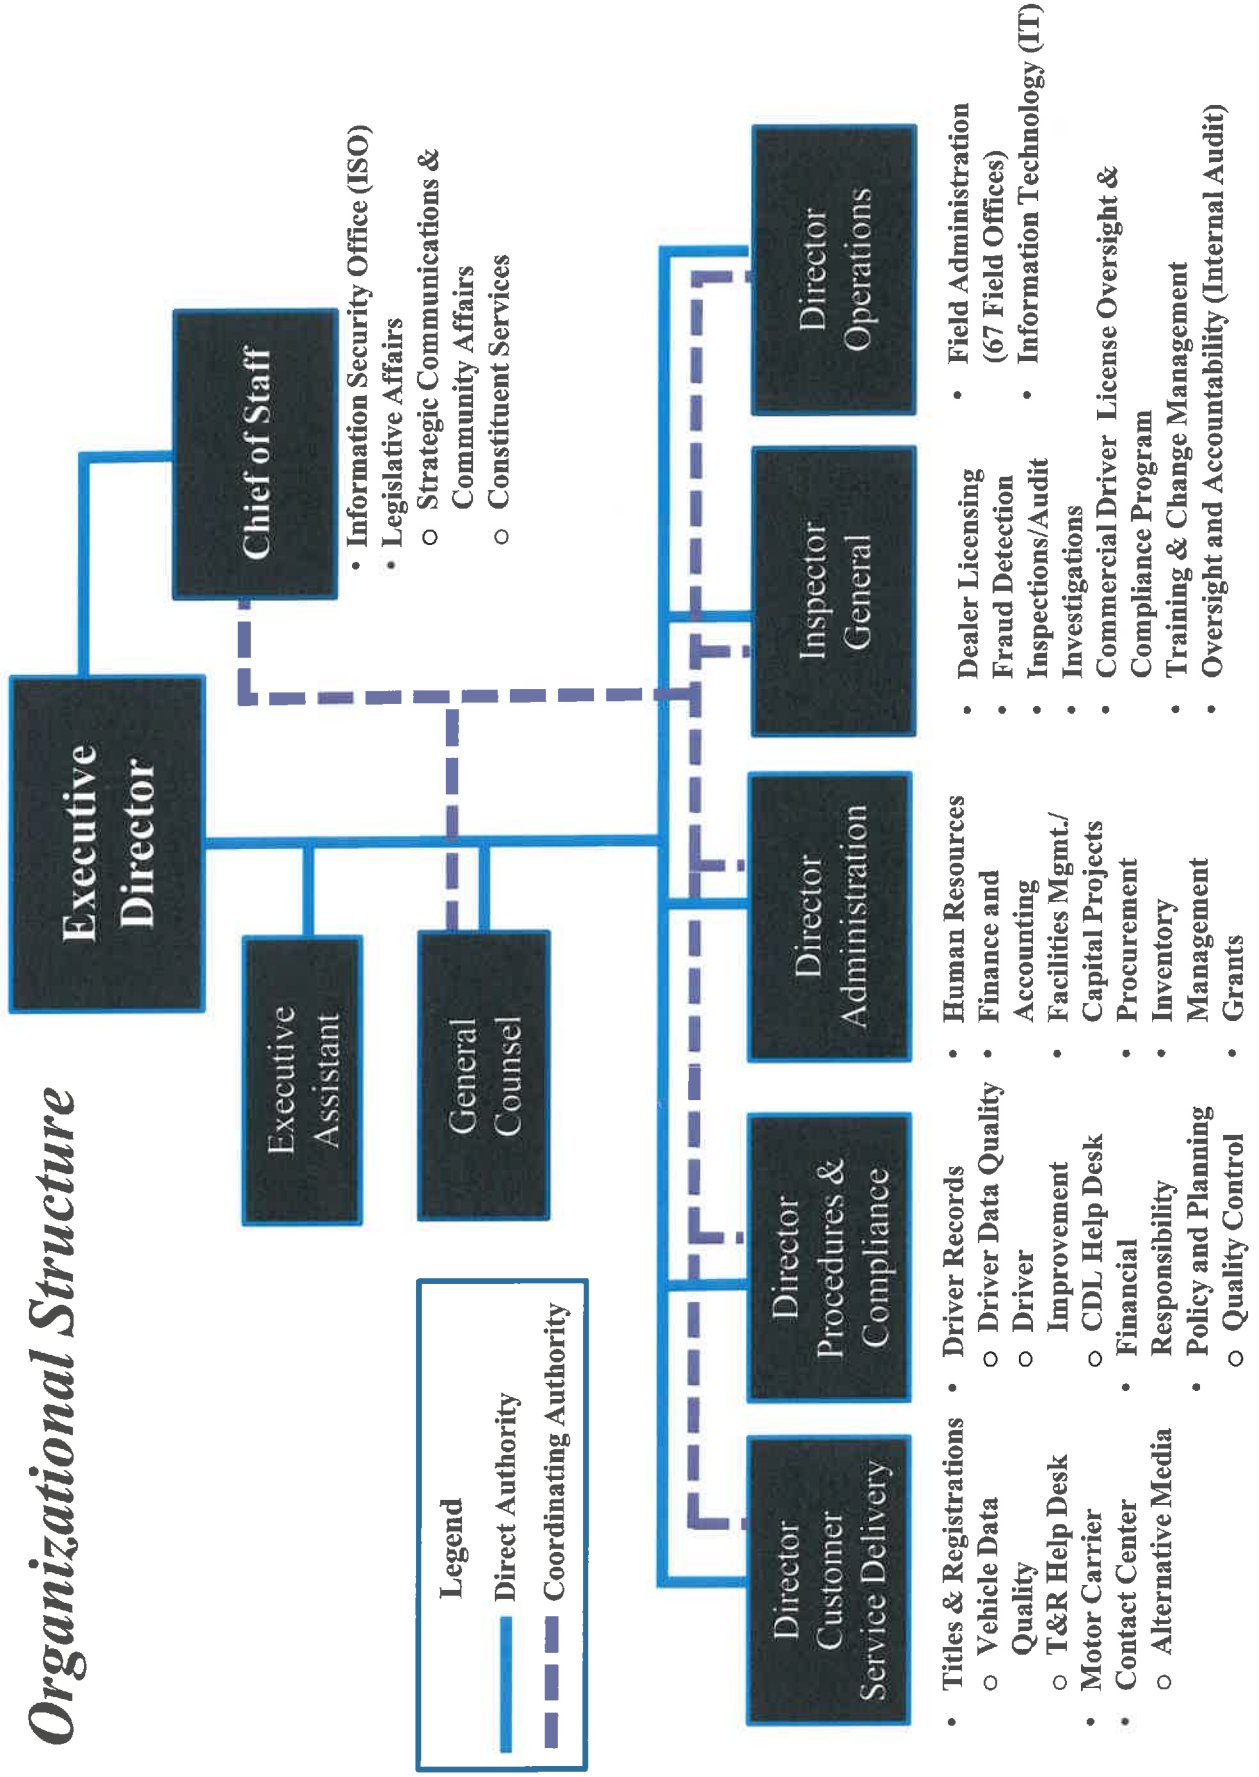 Organizational Structure
Executive
Director
Chief of Staff
• Information Security Office (ISO)
• Legislative Affairs
o Strategic Communications &
Community Affairs
o Constituent Services
Executive
Assistant
General
Counsel
Legend
Direct Authority
Coordinating Authority
Director
Customer
Service Delivery
• Titles & Registrations
o Vehicle Data
Quality
o T&R Help Desk
• Motor Carrier
• Contact Center
o Alternative Media
Director
Procedures &
Compliance
• Driver Records
o Driver Data Quality
o Driver
Improvement
o CDL Help Desk
• Financial
Responsibility
• Policy and Planning
o Quality Control
Director
Administration
• Human Resources
• Finance and
Accounting
• Facilities Mgmt./
Capital Projects
• Procurement
• Inventory
Management
• Grants
Inspector
General
• Dealer Licensing
• Fraud Detection
• Inspections/Audit
• Investigations
• Commercial Driver License Oversight &
Compliance Program
• Training & Change Management
• Oversight and Accountability (Internal Audit)
Director
Operations
• Field Administration
(67 Field Offices)
• Information Technology (IT)